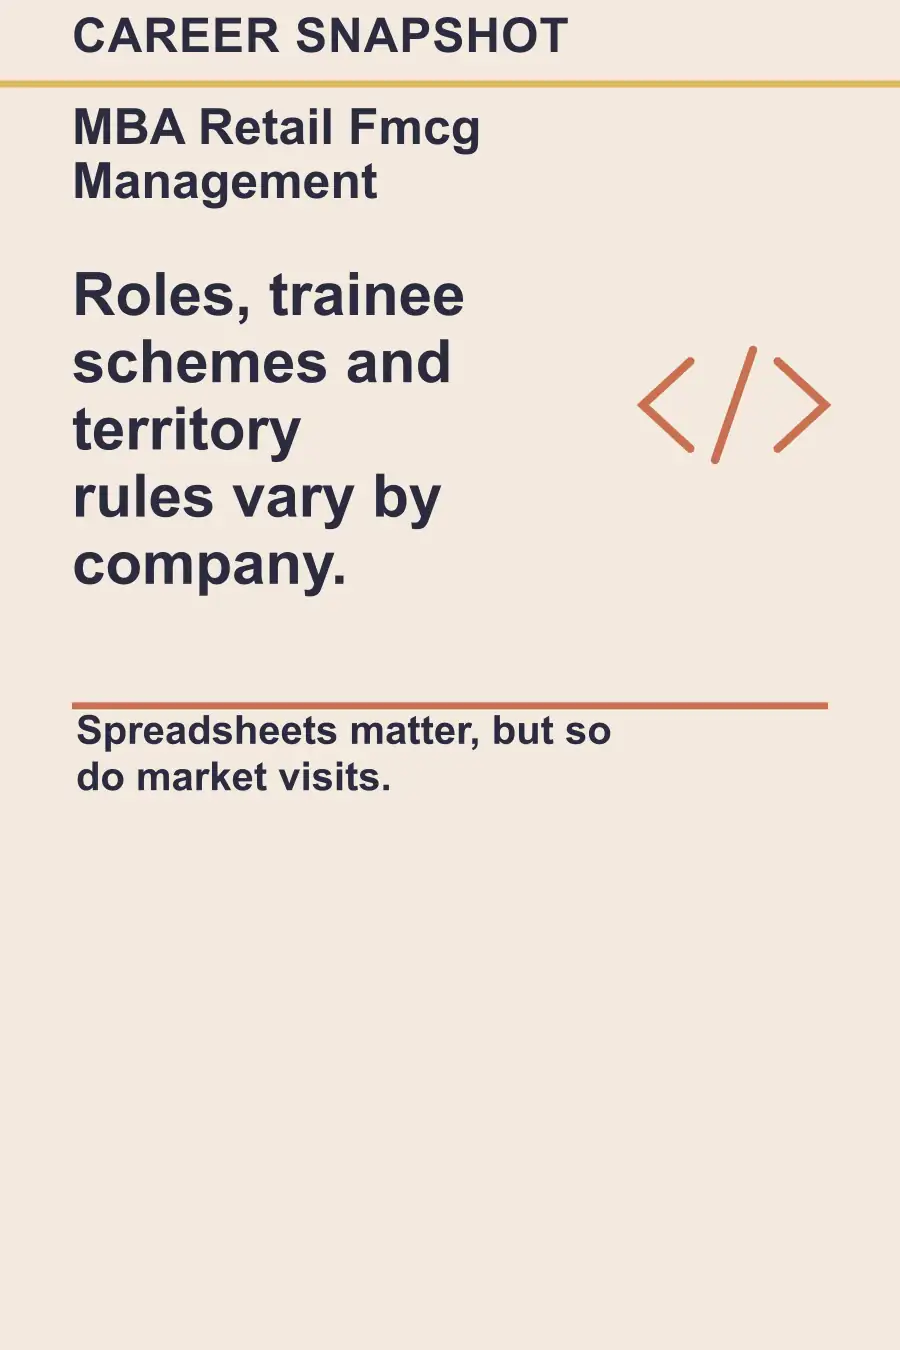 CAREER SNAPSHOT
MBA Retail Fmcg
Management
Roles, trainee
schemes and
territory
rules vary by
company.
Spreadsheets matter, but so
do market visits.